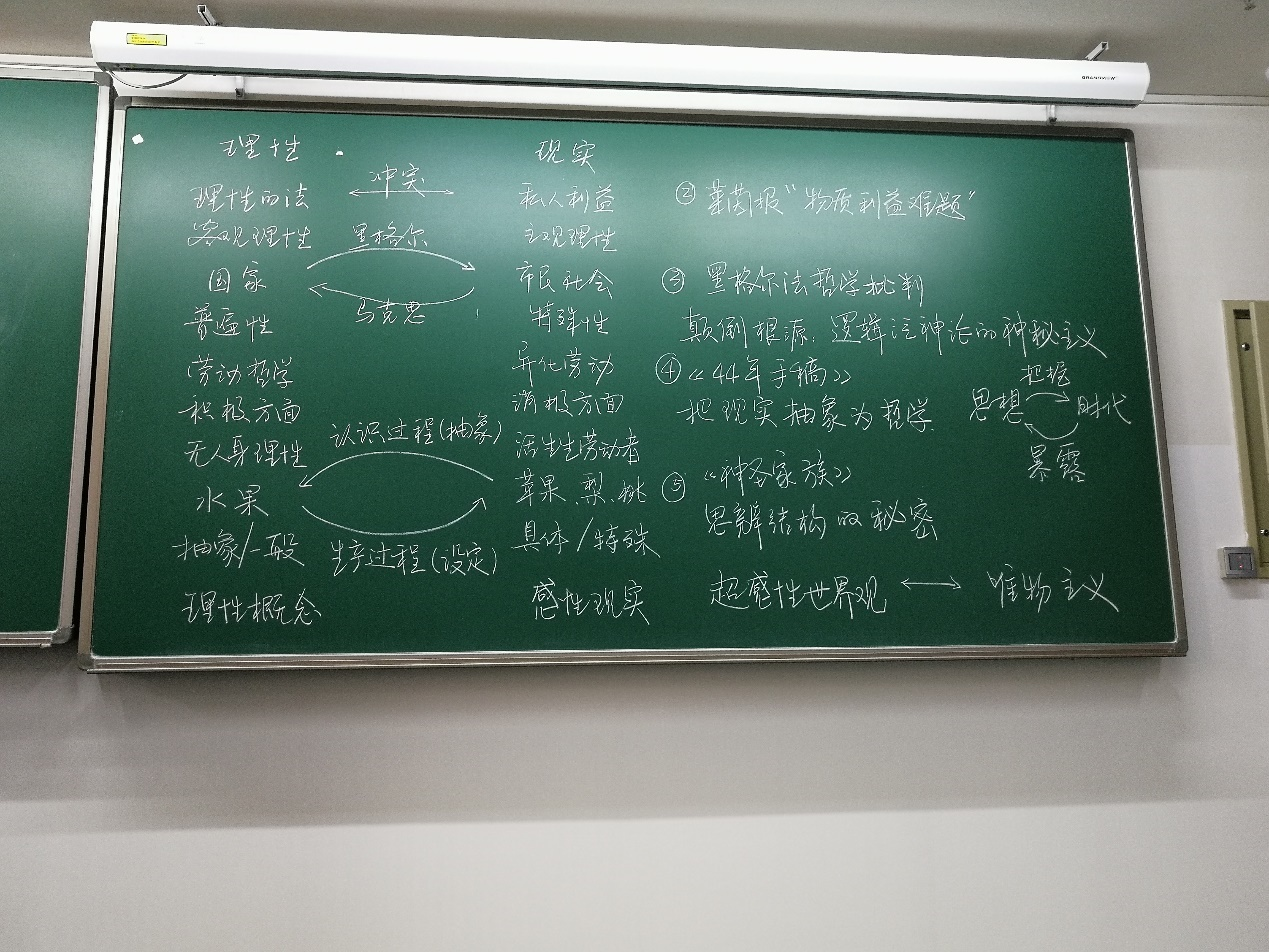 理性
现实
理性的法
冲突
私人利益
客观理性
黑格尔
主观理性
国家
市民社会
普遍性
马克思
特殊性
劳动哲学
异化劳动
积极方面
消极方面
无人身理性
认识过程(抽象)
活生生劳动者
水果
苹果、梨、桃
抽象/一般
生产过程(设定)
具体/特殊
理性概念
感性现实
② 莱茵报“物质利益难题”
③ 黑格尔法哲学批判
颠倒根源：逻辑泛神论的神秘主义
④ 《44年手稿》
把现实抽象为哲学
把握
思想
时代
暴露
⑤ 《神圣家族》
思辨结构的秘密
超感性世界观
唯物主义
GRANDVIEW